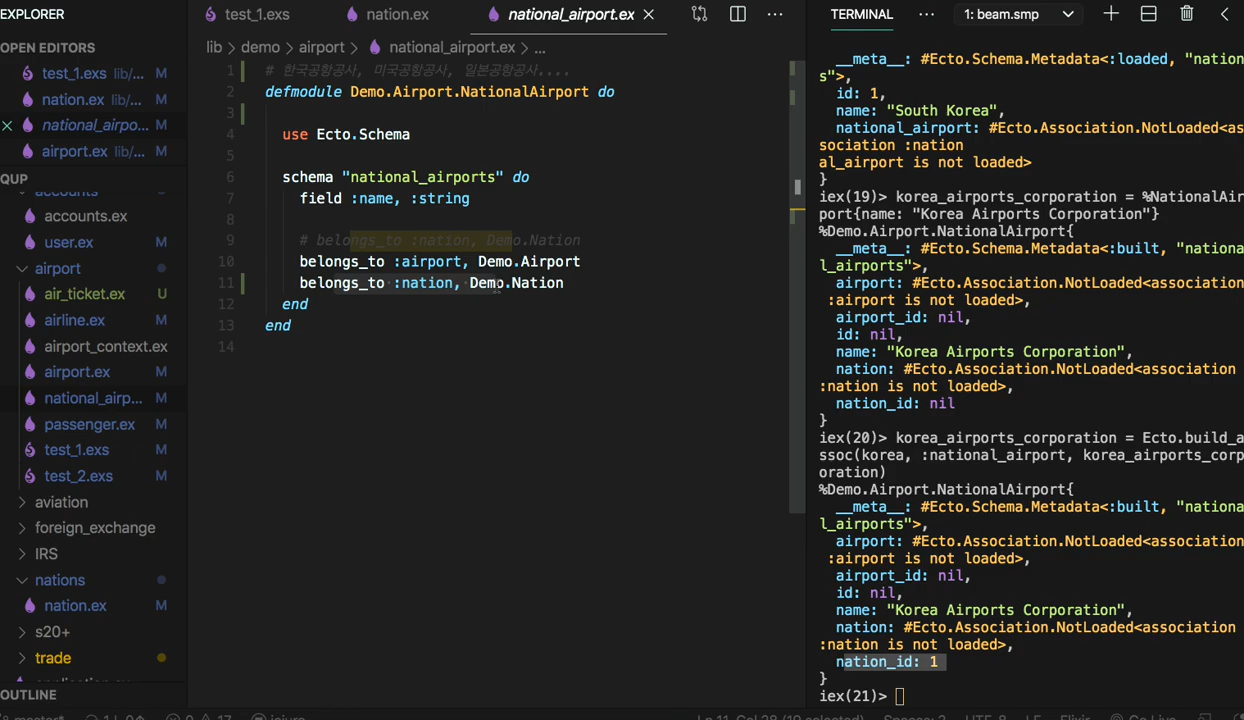 EXPLORER
OPEN EDITORS
test_1.exs lib/... M
nation.ex lib/... M
national_airpo... M
airport.ex lib/... M
QUP
accounts
accounts.ex
user.ex M
airport
air_ticket.ex U
airline.ex M
airport_context.ex
airport.ex M
national_airp... M
passenger.ex M
test_1.exs M
test_2.exs M
aviation
foreign_exchange
IRS
nations
nation.ex M
s20+
trade
OUTLINE
test_1.exs
nation.ex
national_airport.ex
lib > demo > airport > national_airport.ex > ...
1 # 한국공항공사, 미국공항공사, 일본공항공사....
2 defmodule Demo.Airport.NationalAirport do
3
4 use Ecto.Schema
5
6 schema "national_airports" do
7 field :name, :string
8
9 # belongs_to :nation, Demo.Nation
10 belongs_to :airport, Demo.Airport
11 belongs_to :nation, Demo.Nation
12 end
13 end
14
TERMINAL ... 1: beam.smp
__meta__: #Ecto.Schema.Metadata<:loaded, "nation
s">,
id: 1,
name: "South Korea",
national_airport: #Ecto.Association.NotLoaded<as
sociation :nation
al_airport is not loaded>
}
iex(19)> korea_airports_corporation = %NationalAir
port{name: "Korea Airports Corporation"}
%Demo.Airport.NationalAirport{
__meta__: #Ecto.Schema.Metadata<:built, "nationa
l_airports">,
airport: #Ecto.Association.NotLoaded<association
:airport is not loaded>,
airport_id: nil,
id: nil,
name: "Korea Airports Corporation",
nation: #Ecto.Association.NotLoaded<association
:nation is not loaded>,
nation_id: nil
}
iex(20)> korea_airports_corporation = Ecto.build_a
ssoc(korea, :national_airport, korea_airports_corp
oration)
%Demo.Airport.NationalAirport{
__meta__: #Ecto.Schema.Metadata<:built, "nationa
l_airports">,
airport: #Ecto.Association.NotLoaded<association
:airport is not loaded>,
airport_id: nil,
id: nil,
name: "Korea Airports Corporation",
nation: #Ecto.Association.NotLoaded<association
:nation is not loaded>,
nation_id: 1
}
iex(21)>